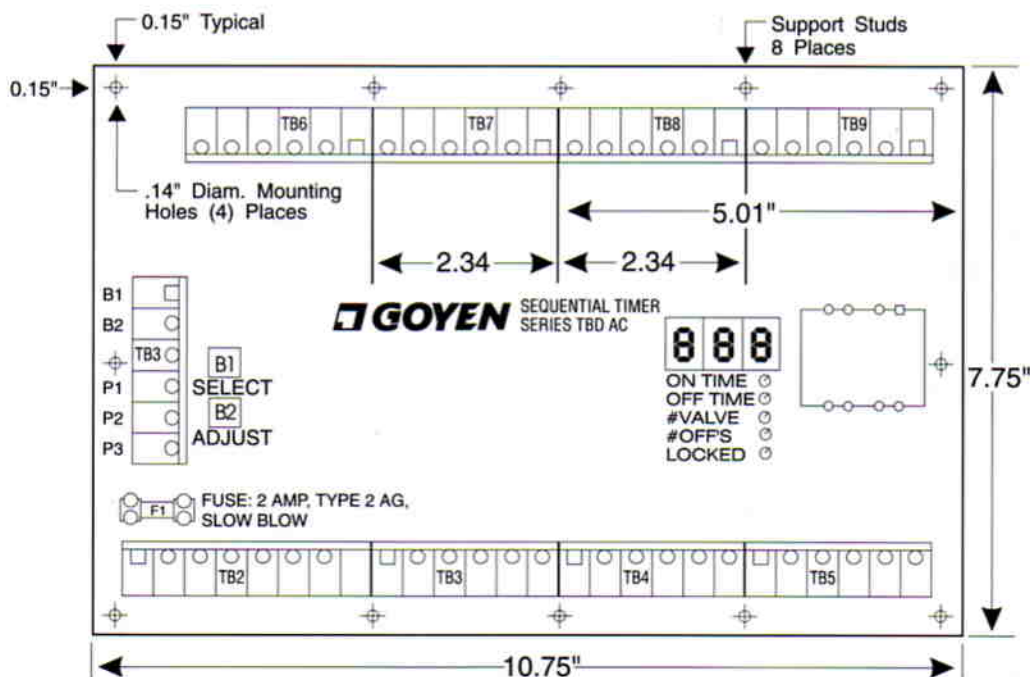 0.15" Typical
Support Studs
8 Places
0.15"
TB6 TB7 TB8 TB9
.14" Diam. Mounting
Holes (4) Places
5.01"
2.34 2.34
B1
B2
TB3
P1
P2
P3
GOYEN
SEQUENTIAL TIMER
SERIES TBD AC
B1
SELECT
B2
ADJUST
8 8 8
ON TIME
OFF TIME
#VALVE
#OFF'S
LOCKED
7.75"
F1
FUSE: 2 AMP, TYPE 2 AG,
SLOW BLOW
TB2 TB3 TB4 TB5
10.75"